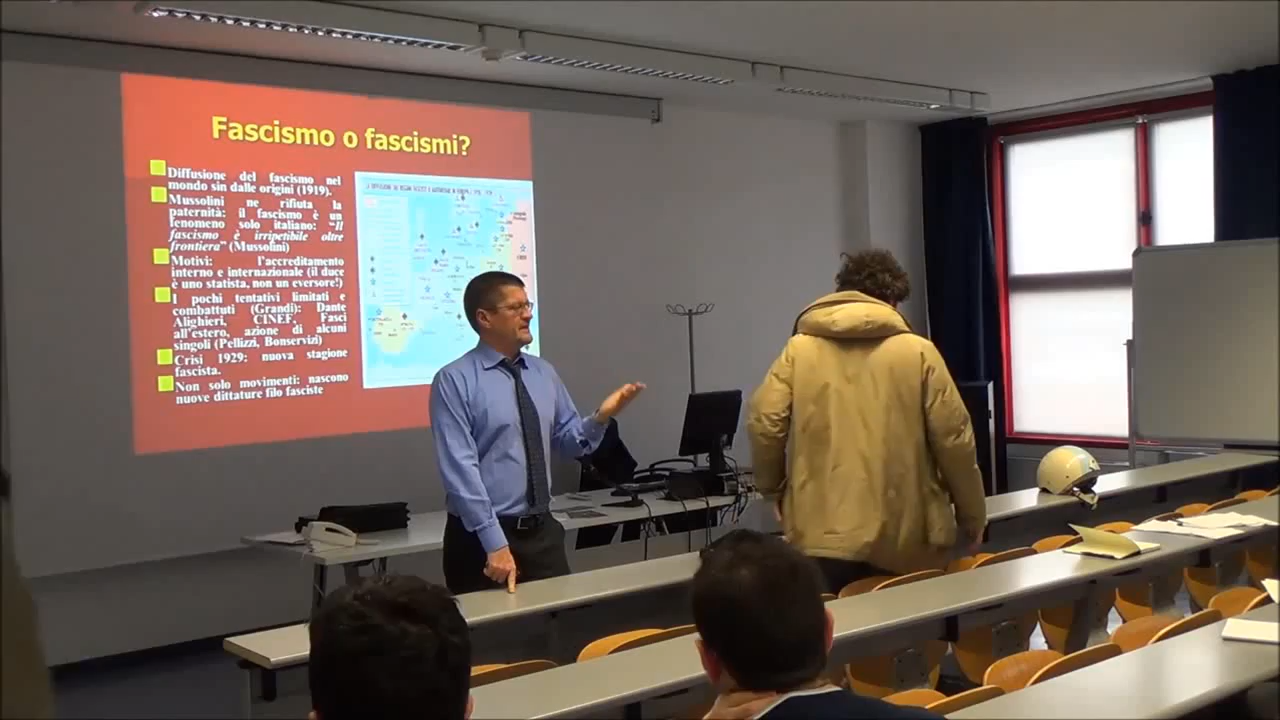 Fascismo o fascismi?
Diffusione del fascismo nel
mondo sin dalle origini (1919).
Mussolini ne rifiuta la
paternità: il fascismo è un
fenomeno solo italiano: “Il
fascismo è irripetibile oltre
frontiera” (Mussolini)
Motivi: l'accreditamento
interno e internazionale (il duce
è uno statista, non un eversore!)
I pochi tentativi limitati e
combattuti (Grandi): Dante
Alighieri, CINEF, Fasci
all'estero, azione di alcuni
singoli (Pellizzi, Bonservizi)
Crisi 1929: nuova stagione
fascista.
Non solo movimenti: nascono
nuove dittature filo fasciste